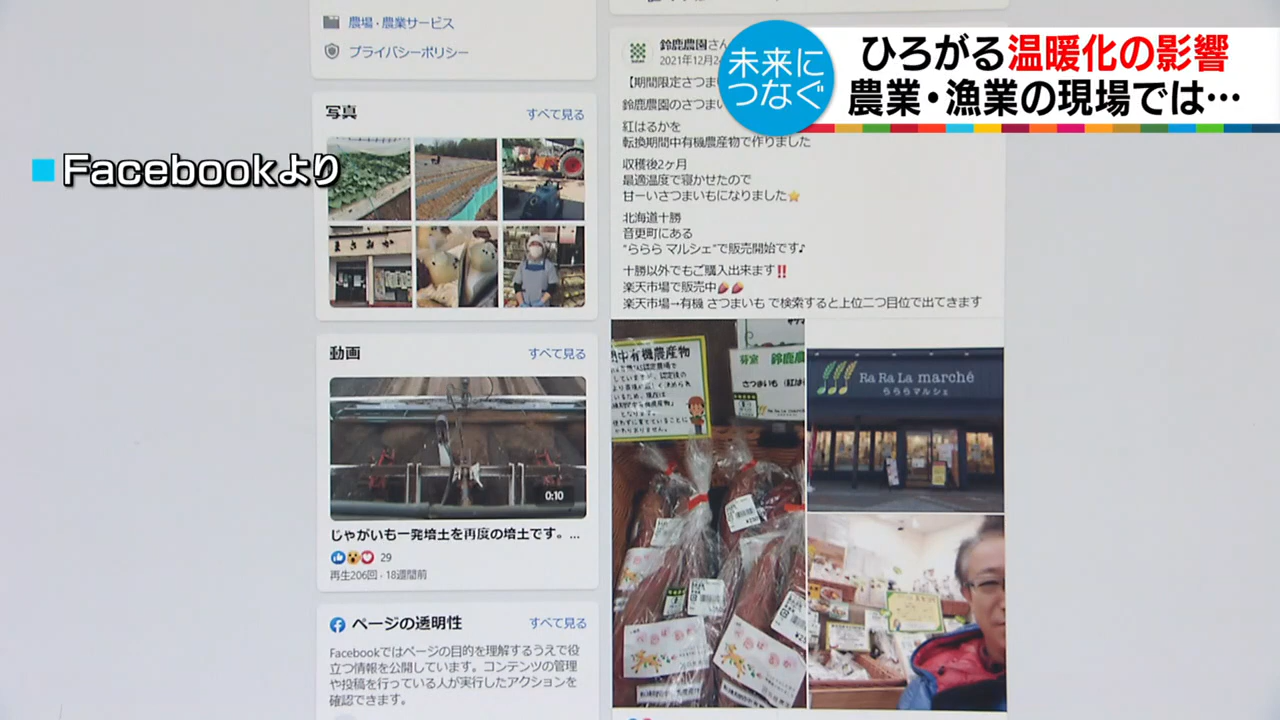 未来に
つなぐ
ひろがる温暖化の影響
農業・漁業の現場では…
Facebookより
農場・農業サービス
プライバシーポリシー
写真
すべて見る
まさおか
動画
すべて見る
0:10
じゃがいも一発培土を再度の培土です。...
29
再生206回・18週間前
ページの透明性
すべて見る
Facebookではページの目的を理解するうえで役
立つ情報を公開しています。コンテンツの管理
や投稿を行っている人が実行したアクションを
確認できます。
鈴鹿農園さん
2021年12月2
【期間限定さつまい
鈴鹿農園のさつまい
紅はるかを
転換期間中有機農産物で作りました
収穫後2ヶ月
最適温度で寝かせたので
甘ーいさつまいもになりました⭐
北海道十勝
音更町にある
"ららら マルシェ"で販売開始です♪
十勝以外でもご購入出来ます‼️
楽天市場で販売中🍠🍠
楽天市場→有機 さつまいも で検索すると上位二つ目位で出てきます
間中有機農産物
芽室 鈴鹿農
さつまいも(紅は
Ra Ra La marché
らららマルシェ